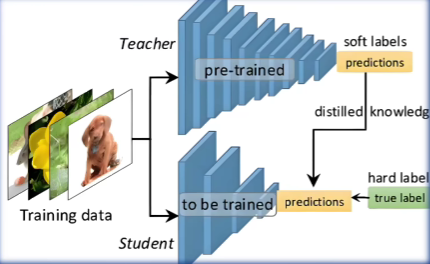 Teacher
soft labels
pre-trained
predictions
distilled knowledg
hard label
to be trained
predictions
true label
Training data
Student